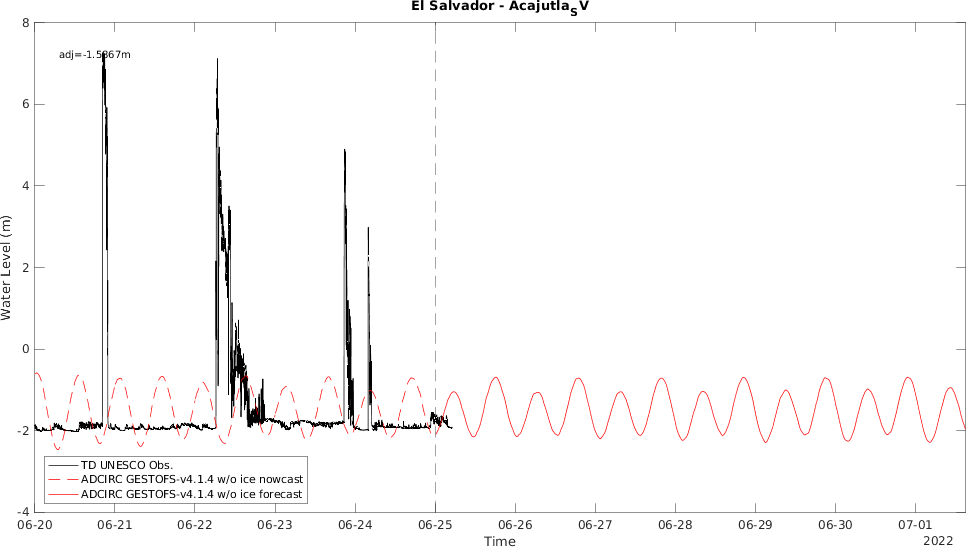 El Salvador - AcajutlaSV
8
adj=-1.5867m
6
4
2
0
-2
-4
Water Level (m)
TD UNESCO Obs.
ADCIRC GESTOFS-v4.1.4 w/o ice nowcast
ADCIRC GESTOFS-v4.1.4 w/o ice forecast
06-20 06-21 06-22 06-23 06-24 06-25 06-26 06-27 06-28 06-29 06-30 07-01
Time
2022